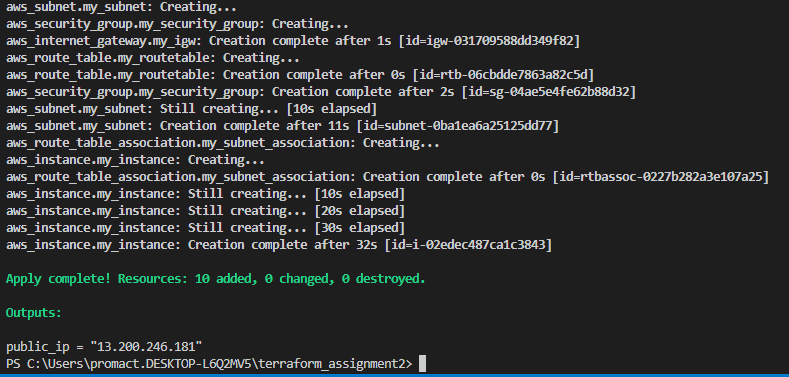 aws_subnet.my_subnet: Creating...
aws_security_group.my_security_group: Creating...
aws_internet_gateway.my_igw: Creation complete after 1s [id=igw-031709588dd349f82]
aws_route_table.my_routetable: Creating...
aws_route_table.my_routetable: Creation complete after 0s [id=rtb-06cbdde7863a82c5d]
aws_security_group.my_security_group: Creation complete after 2s [id=sg-04ae5e4fe62b88d32]
aws_subnet.my_subnet: Still creating... [10s elapsed]
aws_subnet.my_subnet: Creation complete after 11s [id=subnet-0ba1ea6a25125dd77]
aws_route_table_association.my_subnet_association: Creating...
aws_instance.my_instance: Creating...
aws_route_table_association.my_subnet_association: Creation complete after 0s [id=rtbassoc-0227b282a3e107a25]
aws_instance.my_instance: Still creating... [10s elapsed]
aws_instance.my_instance: Still creating... [20s elapsed]
aws_instance.my_instance: Still creating... [30s elapsed]
aws_instance.my_instance: Creation complete after 32s [id=i-02edec487ca1c3843]
Apply complete! Resources: 10 added, 0 changed, 0 destroyed.
Outputs:
public_ip = "13.200.246.181"
PS C:\Users\promact.DESKTOP-L6Q2MV5\terraform_assignment2>